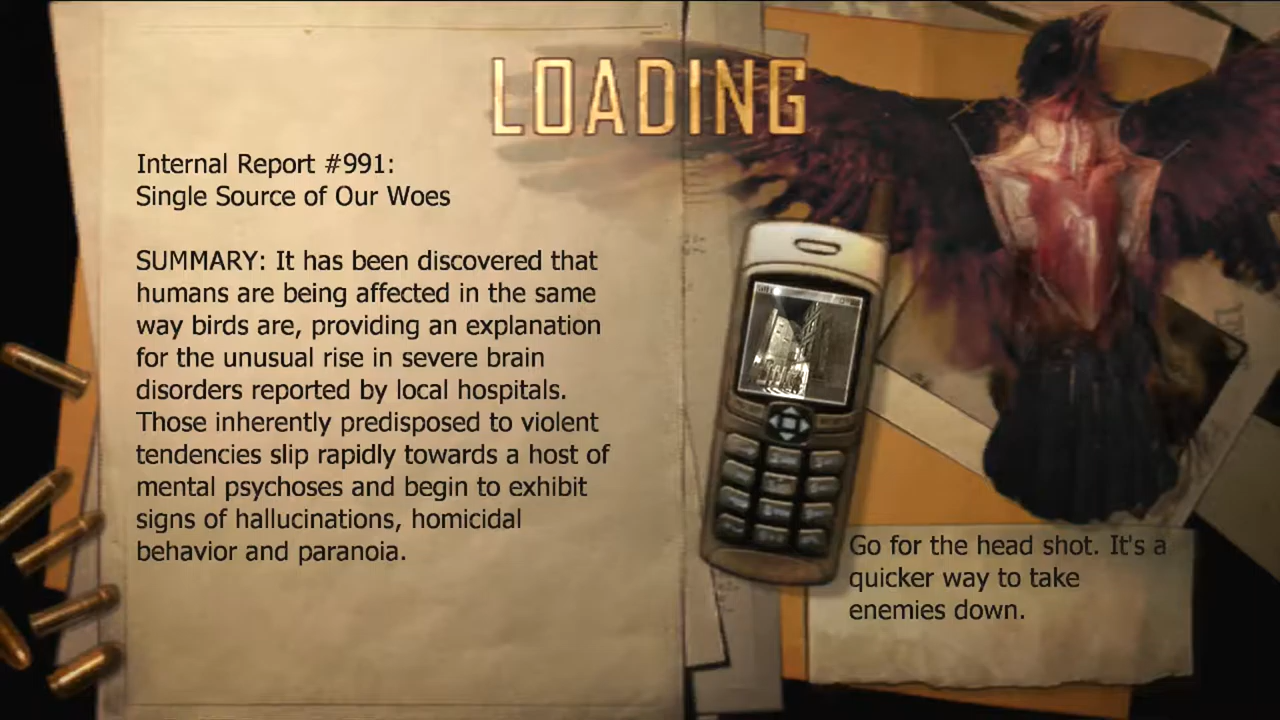 LOADING
Internal Report #991:
Single Source of Our Woes
SUMMARY: It has been discovered that
humans are being affected in the same
way birds are, providing an explanation
for the unusual rise in severe brain
disorders reported by local hospitals.
Those inherently predisposed to violent
tendencies slip rapidly towards a host of
mental psychoses and begin to exhibit
signs of hallucinations, homicidal
behavior and paranoia.
Go for the head shot. It's a
quicker way to take
enemies down.